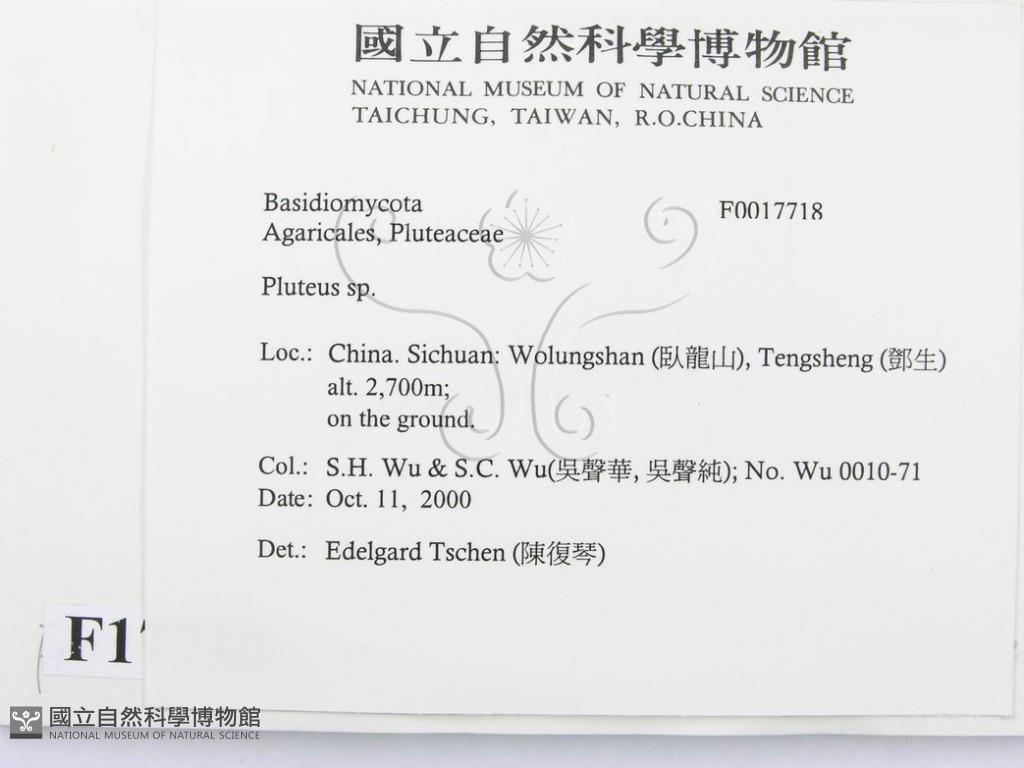 國立自然科學博物館
NATIONAL MUSEUM OF NATURAL SCIENCE
TAICHUNG, TAIWAN, R.O.CHINA
Basidiomycota F0017718
Agaricales, Pluteaceae
Pluteus sp.
Loc.: China. Sichuan: Wolungshan (臥龍山), Tengsheng (鄧生)
alt. 2,700m;
on the ground.
Col.: S.H. Wu & S.C. Wu(吳聲華, 吳聲純); No. Wu 0010-71
Date: Oct. 11, 2000
Det.: Edelgard Tschen (陳復琴)
F17718
國立自然科學博物館
NATIONAL MUSEUM OF NATURAL SCIENCE